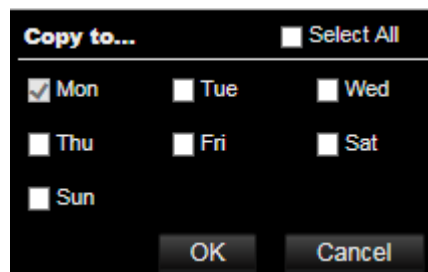 Copy to... Select All
Mon Tue Wed
Thu Fri Sat
Sun
OK Cancel